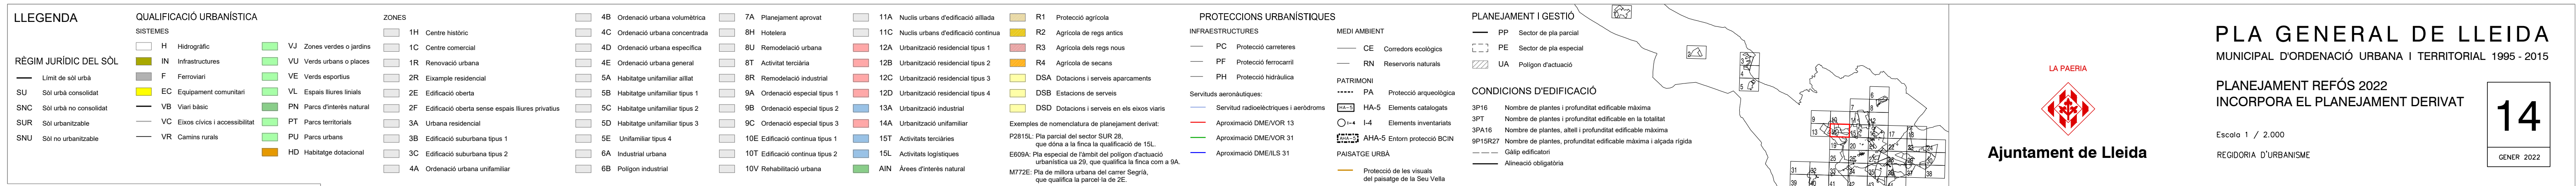 LLEGENDA
RÈGIM JURÍDIC DEL SÒL
Límit de sòl urbà
SU Sòl urbà consolidat
SNC Sòl urbà no consolidat
SUR Sòl urbanitzable
SNU Sòl no urbanitzable
QUALIFICACIÓ URBANÍSTICA
SISTEMES
H Hidrogràfic
IN Infrastructures
F Ferroviari
EC Equipament comunitari
VB Viari bàsic
VC Eixos cívics i accessibilitat
VR Camins rurals
VJ Zones verdes o jardins
VU Verds urbans o places
VE Verds esportius
VL Espais lliures linials
PN Parcs d'interès natural
PT Parcs territorials
PU Parcs urbans
HD Habitatge dotacional
ZONES
1H Centre històric
1C Centre comercial
1R Renovació urbana
2R Eixample residencial
2E Edificació oberta
2F Edificació oberta sense espais lliures privatius
3A Urbana residencial
3B Edificació suburbana tipus 1
3C Edificació suburbana tipus 2
4A Ordenació urbana unifamiliar
4B Ordenació urbana volumètrica
4C Ordenació urbana concentrada
4D Ordenació urbana específica
4E Ordenació urbana general
5A Habitatge unifamiliar aïllat
5B Habitatge unifamiliar tipus 1
5C Habitatge unifamiliar tipus 2
5D Habitatge unifamiliar tipus 3
5E Unifamiliar tipus 4
6A Industrial urbana
6B Polígon industrial
7A Planejament aprovat
8H Hotelera
8U Remodelació urbana
8T Activitat terciària
8R Remodelació industrial
9A Ordenació especial tipus 1
9B Ordenació especial tipus 2
9C Ordenació especial tipus 3
10E Edificació contínua tipus 1
10T Edificació contínua tipus 2
10V Rehabilitació urbana
11A Nuclis urbans d'edificació aïllada
11C Nuclis urbans d'edificació contínua
12A Urbanització residencial tipus 1
12B Urbanització residencial tipus 2
12C Urbanització residencial tipus 3
12D Urbanització residencial tipus 4
13A Urbanització industrial
14A Urbanització unifamiliar
15T Activitats terciàries
15L Activitats logístiques
AIN Àrees d'interès natural
R1 Protecció agrícola
R2 Agrícola de regs antics
R3 Agrícola dels regs nous
R4 Agrícola de secans
DSA Dotacions i serveis aparcaments
DSB Estacions de serveis
DSD Dotacions i serveis en els eixos viaris
Exemples de nomenclatura de planejament derivat:
P2815L: Pla parcial del sector SUR 28,
que dóna a la finca la qualificació de 15L.
E609A: Pla especial de l'àmbit del polígon d'actuació
urbanística ua 29, que qualifica la finca com a 9A.
M772E: Pla de millora urbana del carrer Segrià,
que qualifica la parcel·la de 2E.
PROTECCIONS URBANÍSTIQUES
INFRAESTRUCTURES
PC Protecció carreteres
PF Protecció ferrocarril
PH Protecció hidràulica
Serviduds aeronàutiques:
Servitud radioelèctriques i aeròdroms
Aproximació DME/VOR 13
Aproximació DME/VOR 31
Aproximació DME/ILS 31
MEDI AMBIENT
CE Corredors ecològics
RN Reservoris naturals
PATRIMONI
PA Protecció arqueològica
HA-5 HA-5 Elements catalogats
I-4 I-4 Elements inventariats
AHA-5 AHA-5 Entorn protecció BCIN
PAISATGE URBÀ
Protecció de les visuals
del paisatge de la Seu Vella
PLANEJAMENT I GESTIÓ
PP Sector de pla parcial
PE Sector de pla especial
UA Polígon d'actuació
CONDICIONS D'EDIFICACIÓ
3P16 Nombre de plantes i profunditat edificable màxima
3PT Nombre de plantes i profunditat edificable en la totalitat
3PA16 Nombre de plantes, altell i profunditat edificable màxima
9P15R27 Nombre de plantes, profunditat edificable màxima i alçada rígida
Gàlip edificatori
Alineació obligatòria
LA PAERIA
Ajuntament de Lleida
PLA GENERAL DE LLEIDA
MUNICIPAL D'ORDENACIÓ URBANA I TERRITORIAL 1995 - 2015
PLANEJAMENT REFÓS 2022
INCORPORA EL PLANEJAMENT DERIVAT
Escala 1 / 2.000
REGIDORIA D'URBANISME
14
GENER 2022